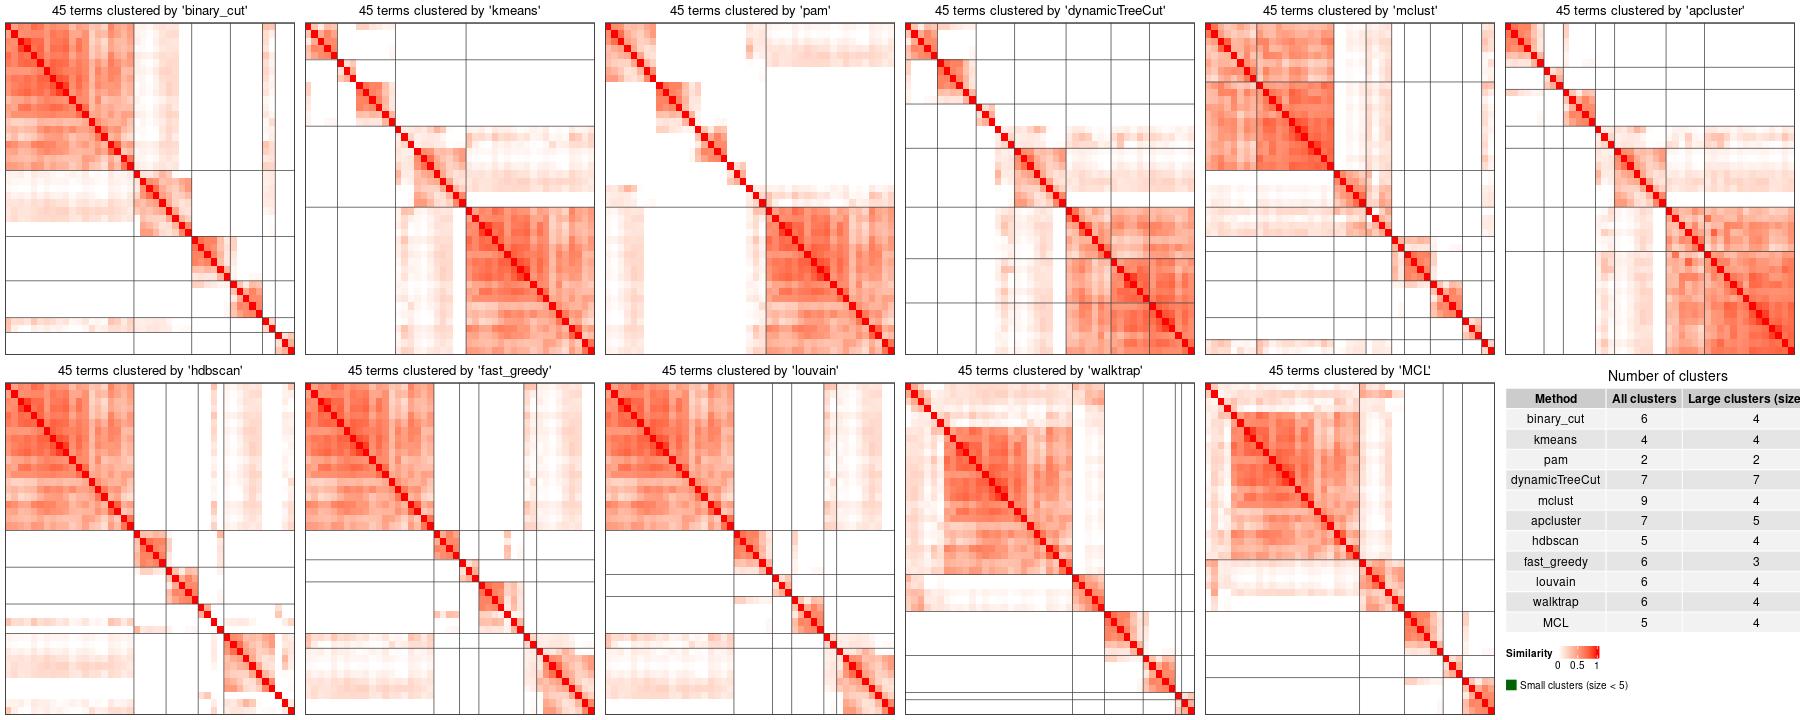 45 terms clustered by 'binary_cut'
45 terms clustered by 'kmeans'
45 terms clustered by 'pam'
45 terms clustered by 'dynamicTreeCut'
45 terms clustered by 'mclust'
45 terms clustered by 'apcluster'
45 terms clustered by 'hdbscan'
45 terms clustered by 'fast_greedy'
45 terms clustered by 'louvain'
45 terms clustered by 'walktrap'
45 terms clustered by 'MCL'
Number of clusters
Method All clusters Large clusters (size
binary_cut 6 4
kmeans 4 4
pam 2 2
dynamicTreeCut 7 7
mclust 9 4
apcluster 7 5
hdbscan 5 4
fast_greedy 6 3
louvain 6 4
walktrap 6 4
MCL 5 4
Similarity
0 0.5 1
Small clusters (size < 5)